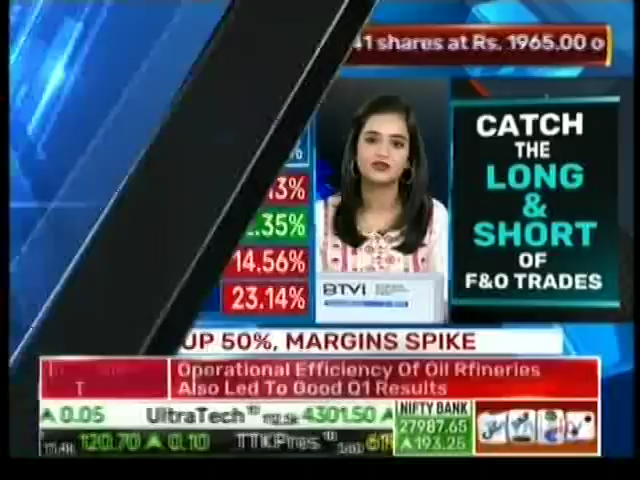 41 shares at Rs. 1965.00 o
CATCH
THE
LONG
&
SHORT
OF
F&O TRADES
13%
.35%
14.56%
23.14%
BTVI
UP 50%, MARGINS SPIKE
Operational Efficiency Of Oil Rfineries
Also Led To Good Q1 Results
T
▲ 0.05 UltraTech 4301.50 ▲
120.70 ▲ 0.10 TTKPres
NIFTY BANK
27987.65
▲ 193.25